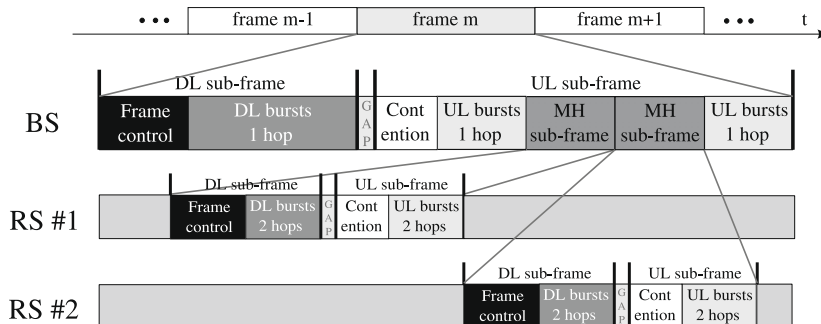 ••• frame m-1 frame m frame m+1 ••• t
DL sub-frame UL sub-frame
BS
Frame control
DL bursts 1 hop
GAP
Cont ention
UL bursts 1 hop
MH sub-frame
MH sub-frame
UL bursts 1 hop
DL sub-frame UL sub-frame
RS #1
Frame control
DL bursts 2 hops
GAP
Cont ention
UL bursts 2 hops
DL sub-frame UL sub-frame
RS #2
Frame control
DL bursts 2 hops
GAP
Cont ention
UL bursts 2 hops